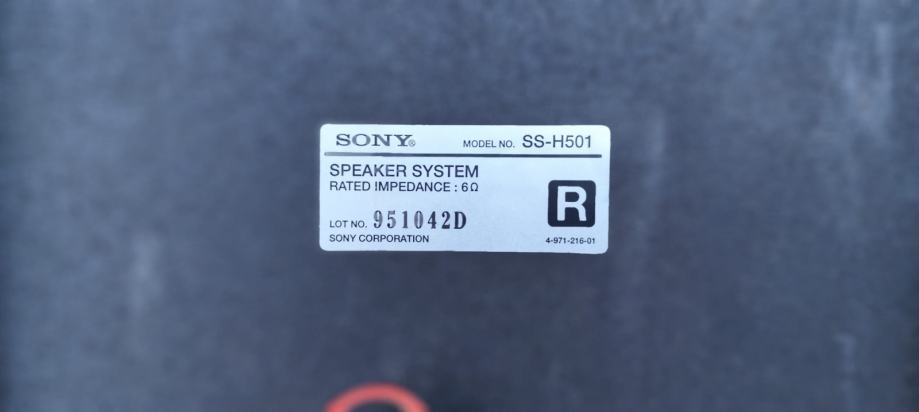 SONY® MODEL NO. SS-H501
SPEAKER SYSTEM
RATED IMPEDANCE : 6Ω
R
LOT NO. 951042D
SONY CORPORATION 4-971-216-01